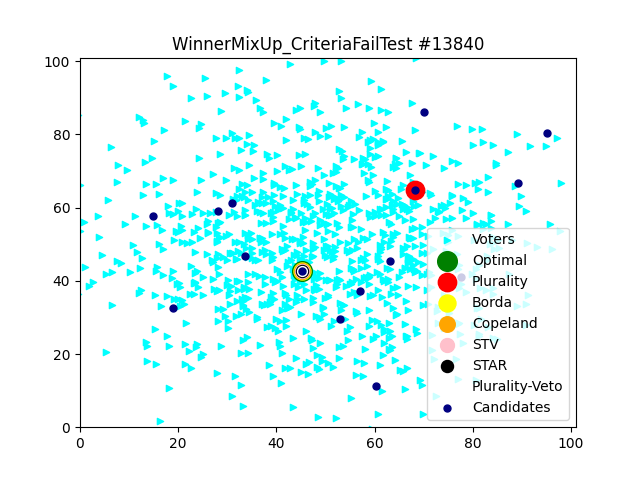 WinnerMixUp_CriteriaFailTest #13840
100
80
60
40
20
0
0 20 40 60 80 100
Voters
Optimal
Plurality
Borda
Copeland
STV
STAR
Plurality-Veto
Candidates